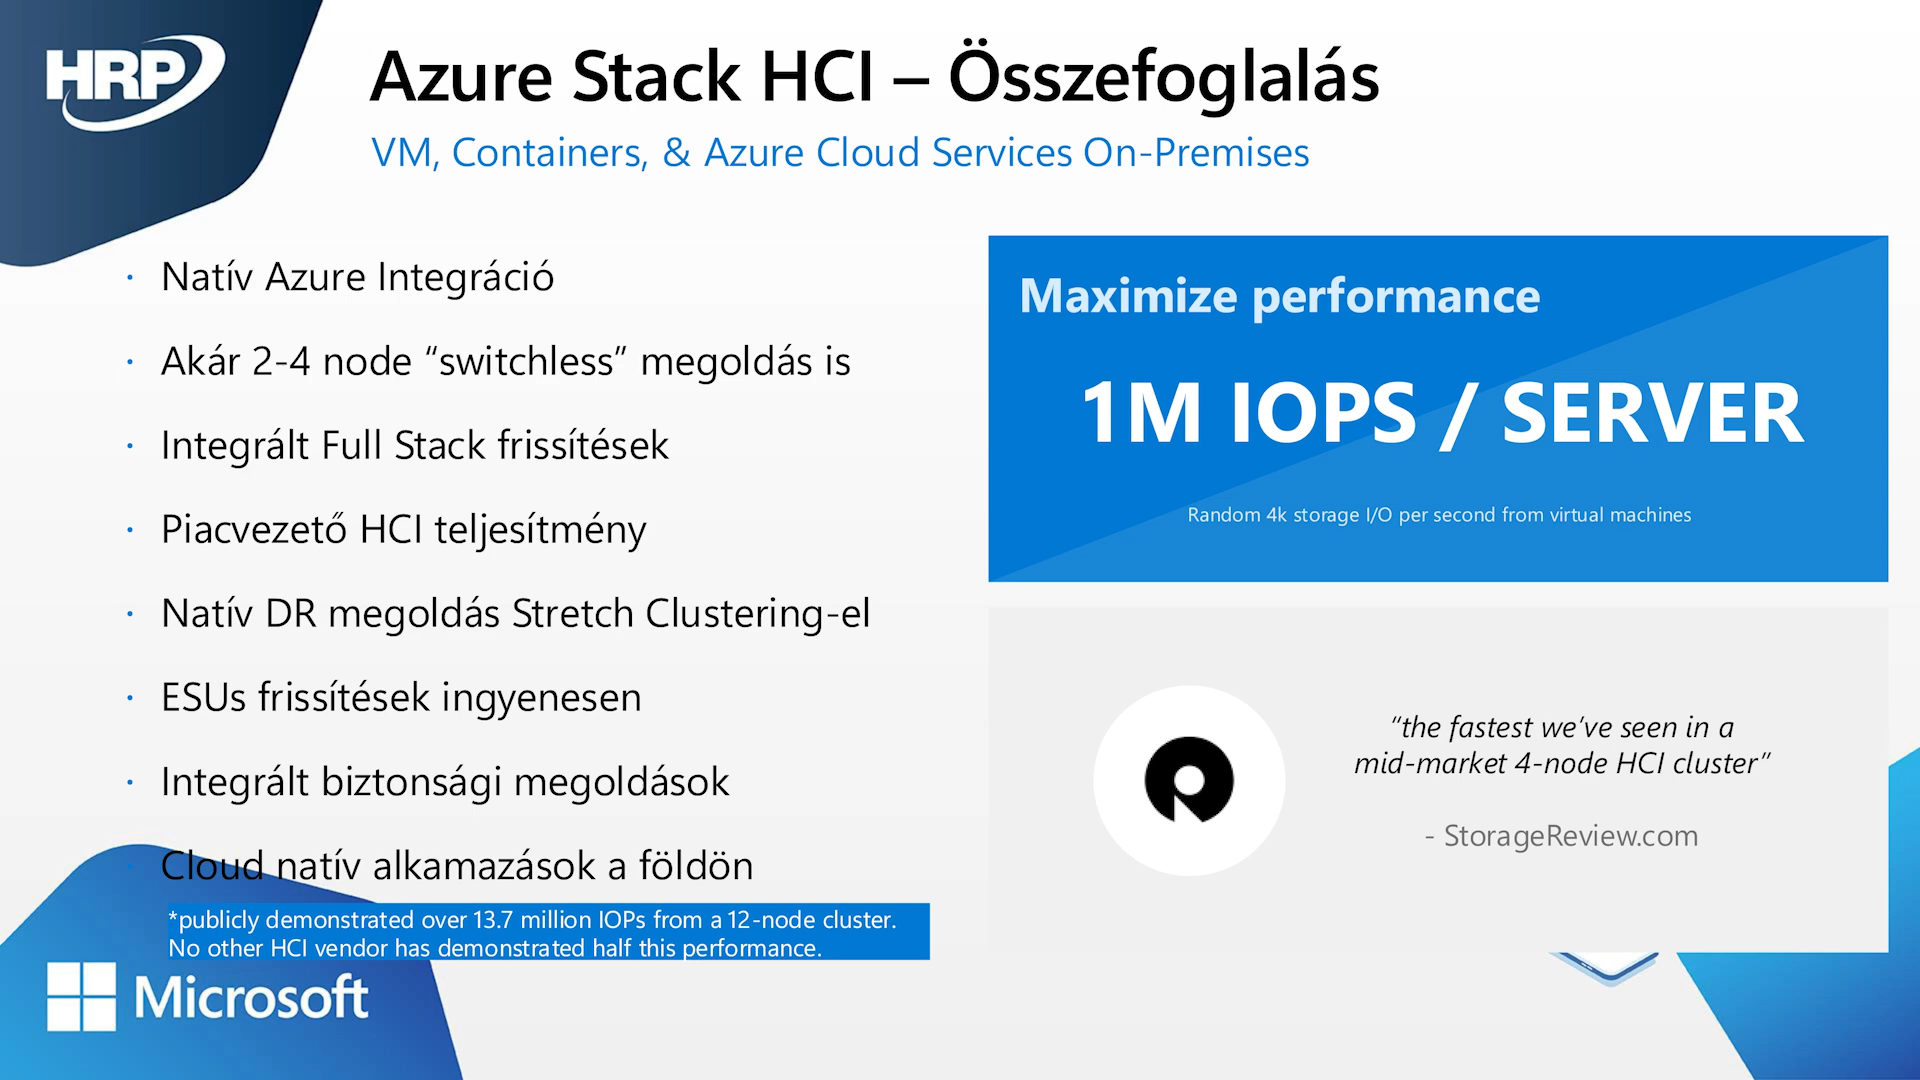 HRP
Azure Stack HCI – Összefoglalás
VM, Containers, & Azure Cloud Services On-Premises
· Natív Azure Integráció
· Akár 2-4 node “switchless” megoldás is
· Integrált Full Stack frissítések
· Piacvezető HCI teljesítmény
· Natív DR megoldás Stretch Clustering-el
· ESUs frissítések ingyenesen
· Integrált biztonsági megoldások
· Cloud natív alkamazások a földön
*publicly demonstrated over 13.7 million IOPs from a 12-node cluster.
No other HCI vendor has demonstrated half this performance.
Microsoft
Maximize performance
1M IOPS / SERVER
Random 4k storage I/O per second from virtual machines
“the fastest we’ve seen in a
mid-market 4-node HCI cluster”
- StorageReview.com